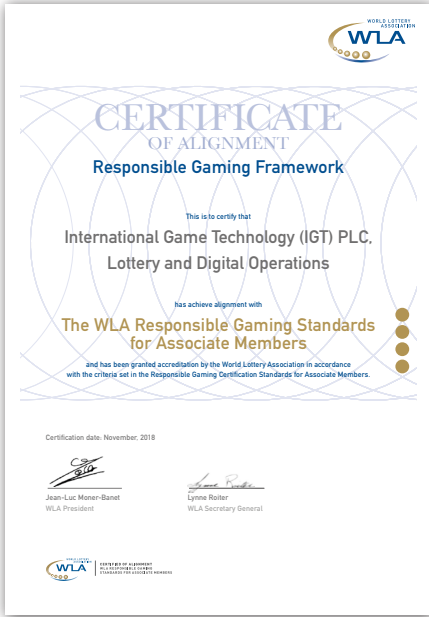 WORLD LOTTERY
ASSOCIATION
WLA
CERTIFICATE
OF ALIGNMENT
Responsible Gaming Framework
This is to certify that
International Game Technology (IGT) PLC,
Lottery and Digital Operations
has achieve alignment with
The WLA Responsible Gaming Standards
for Associate Members
and has been granted accreditation by the World Lottery Association in accordance
with the criteria set in the Responsible Gaming Certification Standards for Associate Members.
Certification date: November, 2018
Jean-Luc Moner-Banet
WLA President
Lynne Roiter
WLA Secretary General
WORLD LOTTERY
ASSOCIATION
WLA
CERTIFIED OF ALIGNMENT
WLA RESPONSIBLE GAMING
STANDARDS FOR ASSOCIATE MEMBERS